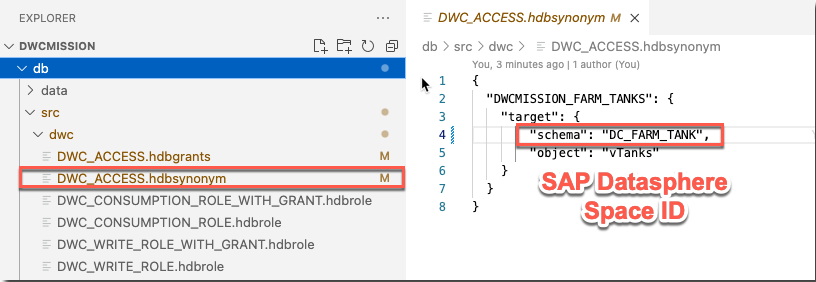 EXPLORER
DWCMISSION
db
data
src
dwc
DWC_ACCESS.hdbgrants M
DWC_ACCESS.hdbsynonym M
DWC_CONSUMPTION_ROLE_WITH_GRANT.hdbrole
DWC_CONSUMPTION_ROLE.hdbrole
DWC_WRITE_ROLE_WITH_GRANT.hdbrole
DWC_WRITE_ROLE.hdbrole
DWC_ACCESS.hdbsynonym M
db > src > dwc > DWC_ACCESS.hdbsynonym
You, 3 minutes ago | 1 author (You)
1 {
2 "DWCMISSION_FARM_TANKS": {
3 "target": {
4 "schema": "DC_FARM_TANK",
5 "object": "vTanks"
6 }
7 }
8 }
SAP Datasphere
Space ID